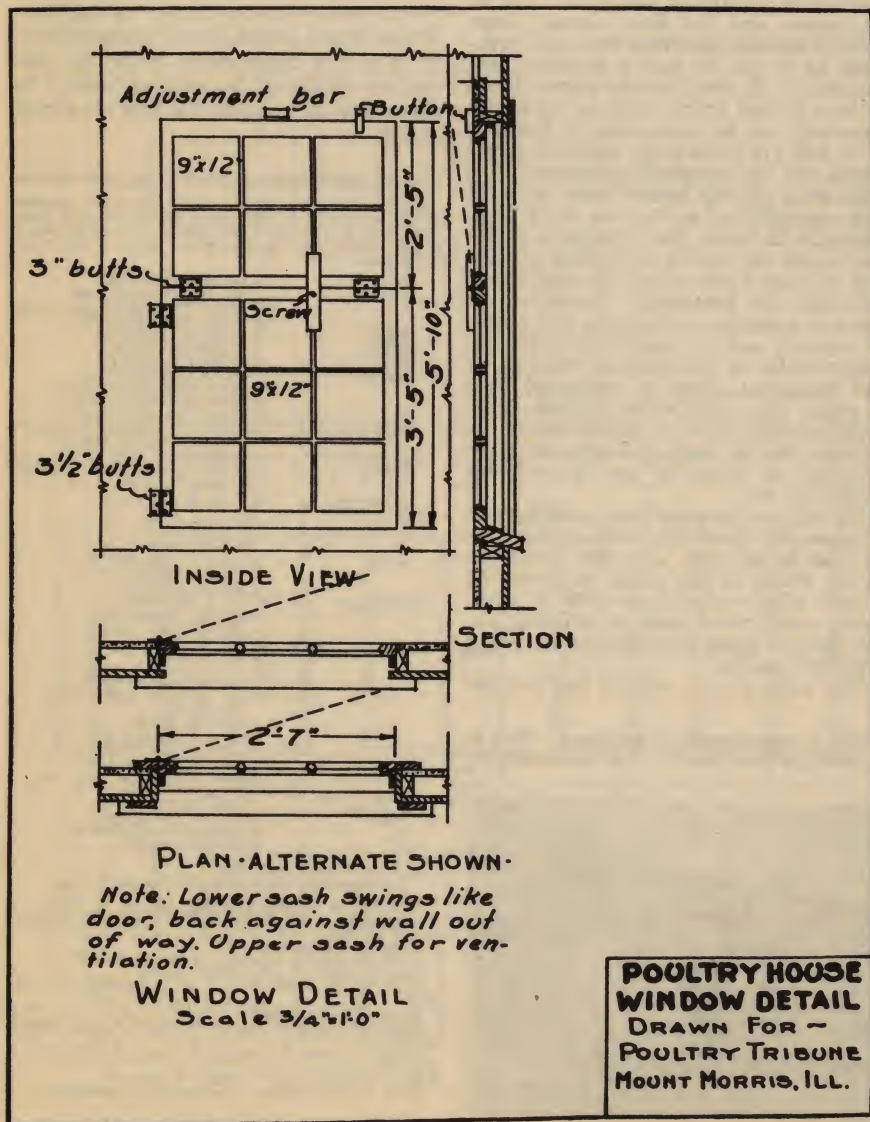 Adjustment bar
Button
9"x12"
2'-5"
3" butts
Screw
5'-10"
9"x12"
3'-5"
3 1/2" butts
INSIDE VIEW
SECTION
2'-7"
PLAN · ALTERNATE SHOWN ·
Note: Lower sash swings like
door, back against wall out
of way. Upper sash for ven-
tilation.
WINDOW DETAIL
Scale 3/4"=1'-0"
POULTRY HOUSE
WINDOW DETAIL
DRAWN FOR ~
POULTRY TRIBUNE
MOUNT MORRIS, ILL.